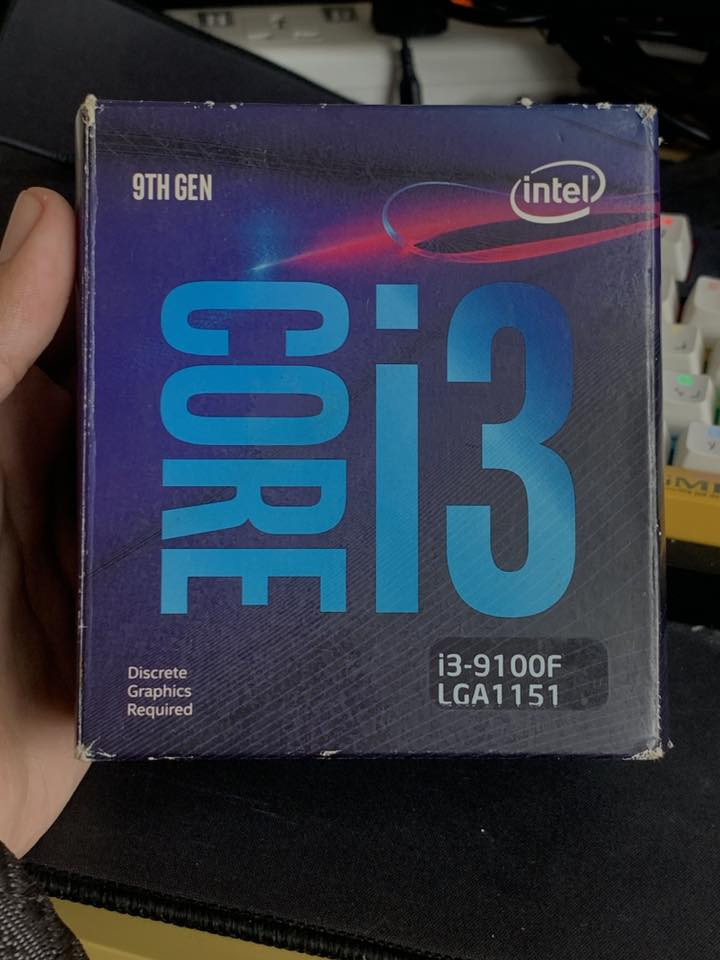 9TH GEN
intel
CORE i3
Discrete
Graphics
Required
i3-9100F
LGA1151